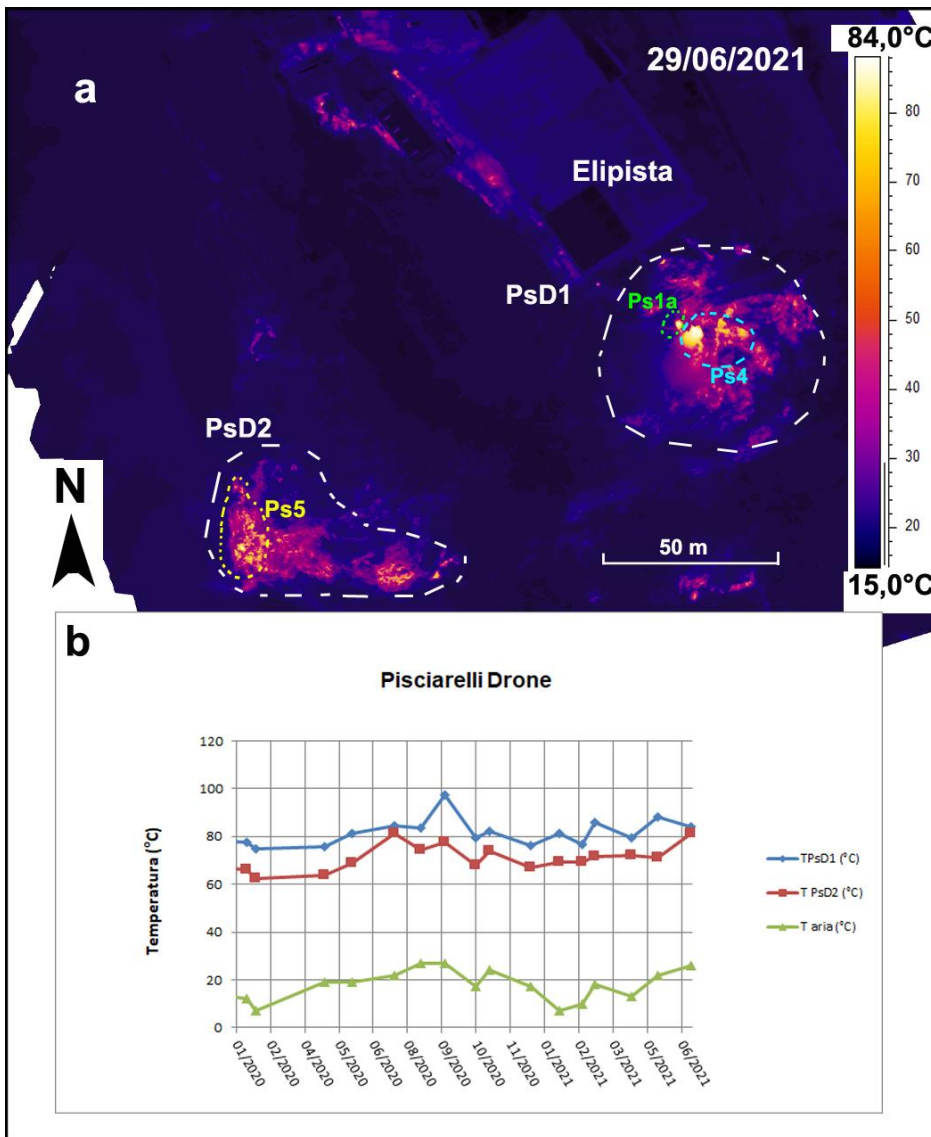 a
29/06/2021
84,0°C
80
70
60
50
40
30
20
15,0°C
Elipista
PsD1
Ps1a
Ps4
PsD2
Ps5
N
50 m
b
Pisciarelli Drone
Temperatura (°C)
120
100
80
60
40
20
0
01/2020
02/2020
04/2020
05/2020
06/2020
08/2020
09/2020
10/2020
11/2020
01/2021
02/2021
03/2021
05/2021
06/2021
TPsD1 (°C)
T PsD2 (°C)
T aria (°C)